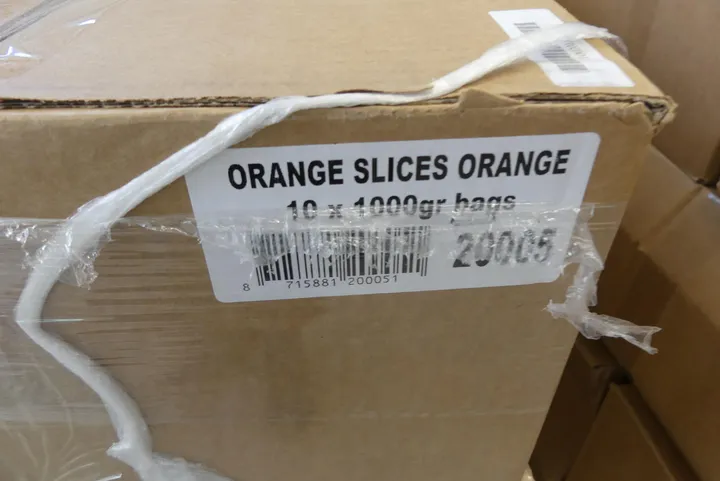 ORANGE SLICES ORANGE
10 x 1000gr bags
20005
8 715881 200051